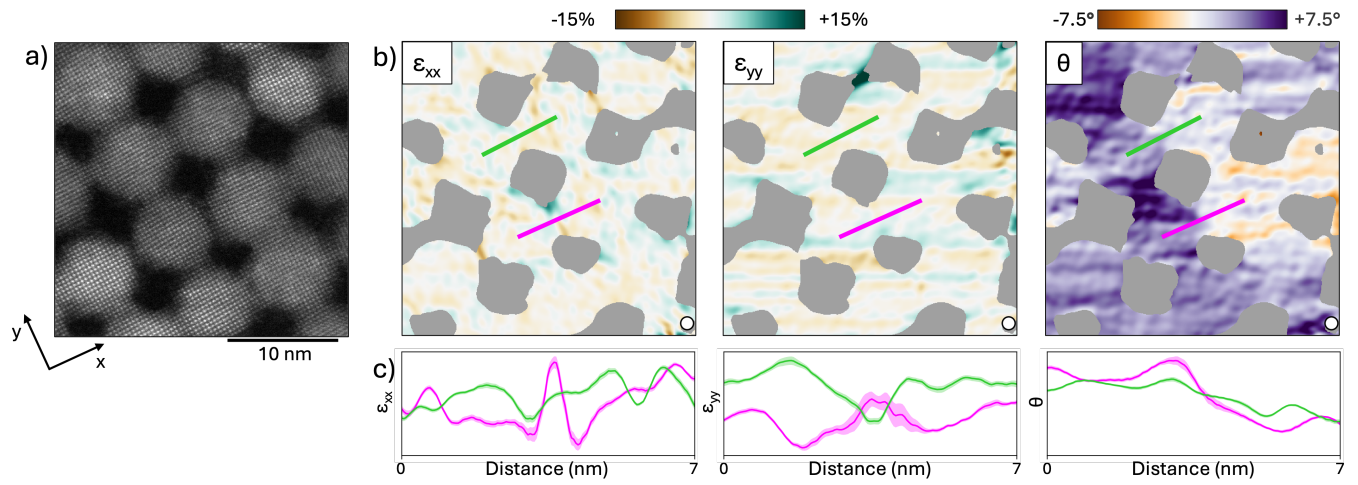 -15% +15% -7.5° +7.5°
a) b) εxx εyy θ
y
x
10 nm
c) εxx εyy θ
0 Distance (nm) 7 0 Distance (nm) 7 0 Distance (nm) 7